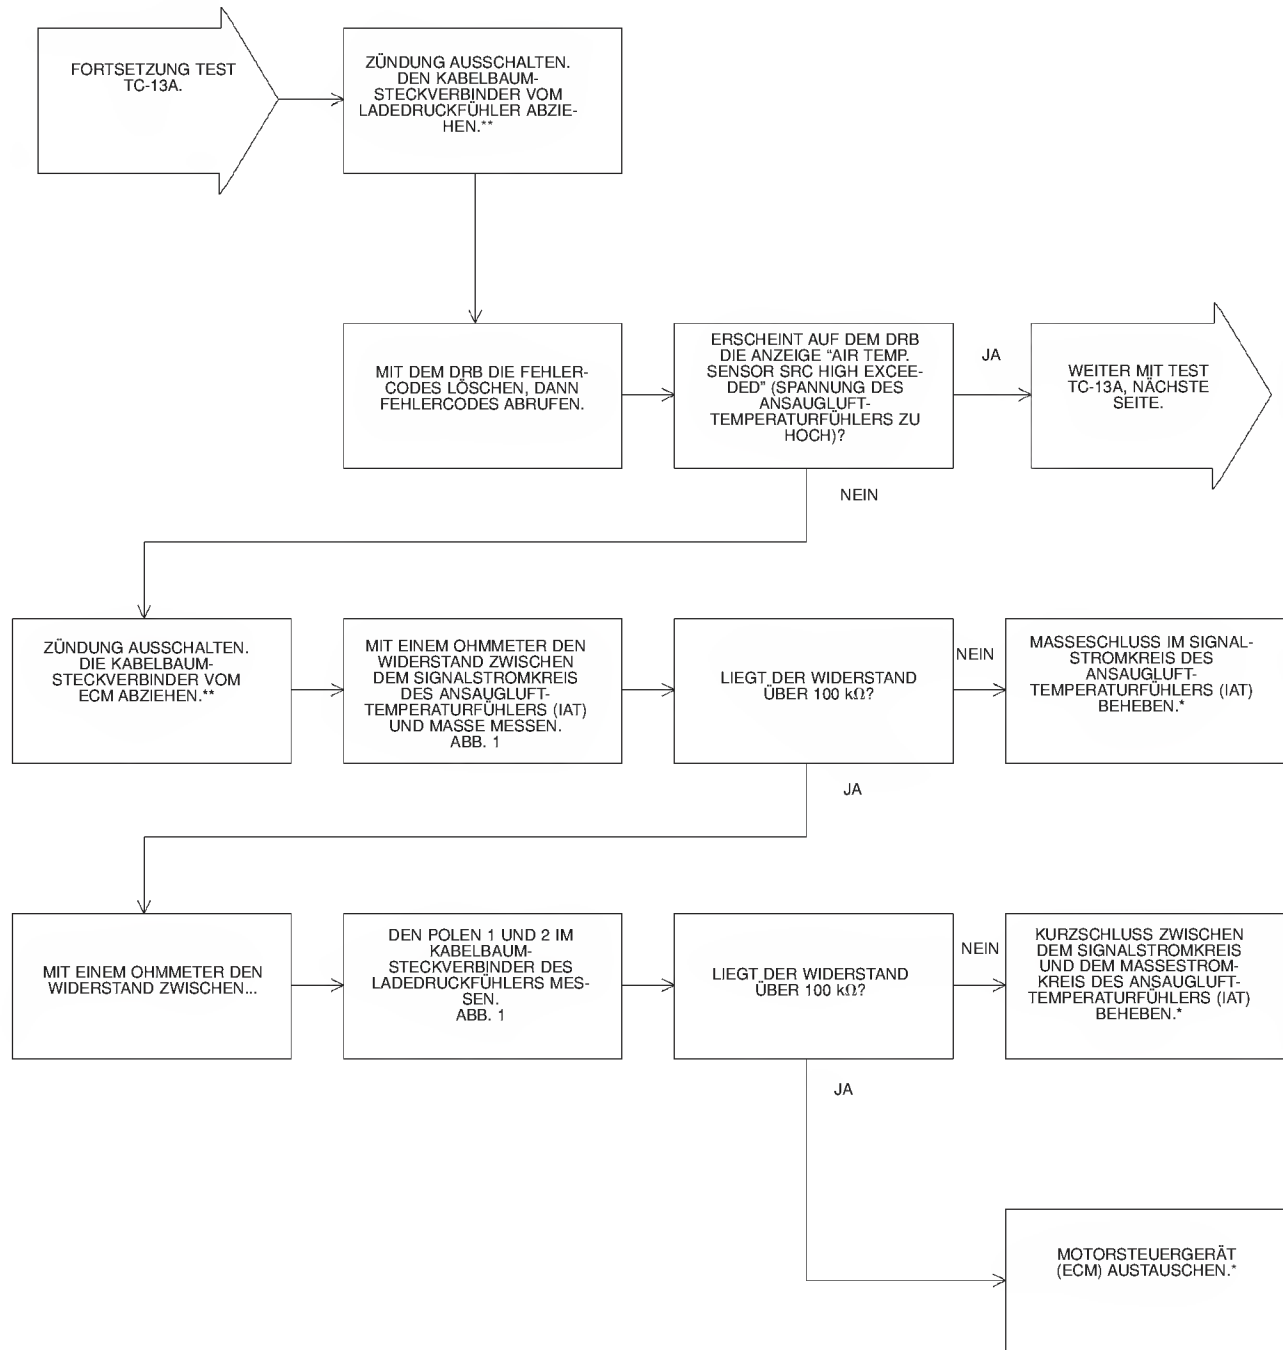 FORTSETZUNG TEST
TC-13A.
ZÜNDUNG AUSSCHALTEN.
DEN KABELBAUM-
STECKVERBINDER VOM
LADEDRUCKFÜHLER ABZIE-
HEN.**
MIT DEM DRB DIE FEHLER-
CODES LÖSCHEN, DANN
FEHLERCODES ABRUFEN.
ERSCHEINT AUF DEM DRB
DIE ANZEIGE “AIR TEMP.
SENSOR SRC HIGH EXCEE-
DED” (SPANNUNG DES
ANSAUGLUFT-
TEMPERATURFÜHLERS ZU
HOCH)?
JA
WEITER MIT TEST
TC-13A, NÄCHSTE
SEITE.
NEIN
ZÜNDUNG AUSSCHALTEN.
DIE KABELBAUM-
STECKVERBINDER VOM
ECM ABZIEHEN.**
MIT EINEM OHMMETER DEN
WIDERSTAND ZWISCHEN
DEM SIGNALSTROMKREIS
DES ANSAUGLUFT-
TEMPERATURFÜHLERS (IAT)
UND MASSE MESSEN.
ABB. 1
LIEGT DER WIDERSTAND
ÜBER 100 kΩ?
NEIN
MASSESCHLUSS IM SIGNAL-
STROMKREIS DES
ANSAUGLUFT-
TEMPERATURFÜHLERS (IAT)
BEHEBEN.*
JA
MIT EINEM OHMMETER DEN
WIDERSTAND ZWISCHEN...
DEN POLEN 1 UND 2 IM
KABELBAUM-
STECKVERBINDER DES
LADEDRUCKFÜHLERS MES-
SEN.
ABB. 1
LIEGT DER WIDERSTAND
ÜBER 100 kΩ?
NEIN
KURZSCHLUSS ZWISCHEN
DEM SIGNALSTROMKREIS
UND DEM MASSESTROM-
KREIS DES ANSAUGLUFT-
TEMPERATURFÜHLERS (IAT)
BEHEBEN.*
JA
MOTORSTEUERGERÄT
(ECM) AUSTAUSCHEN.*